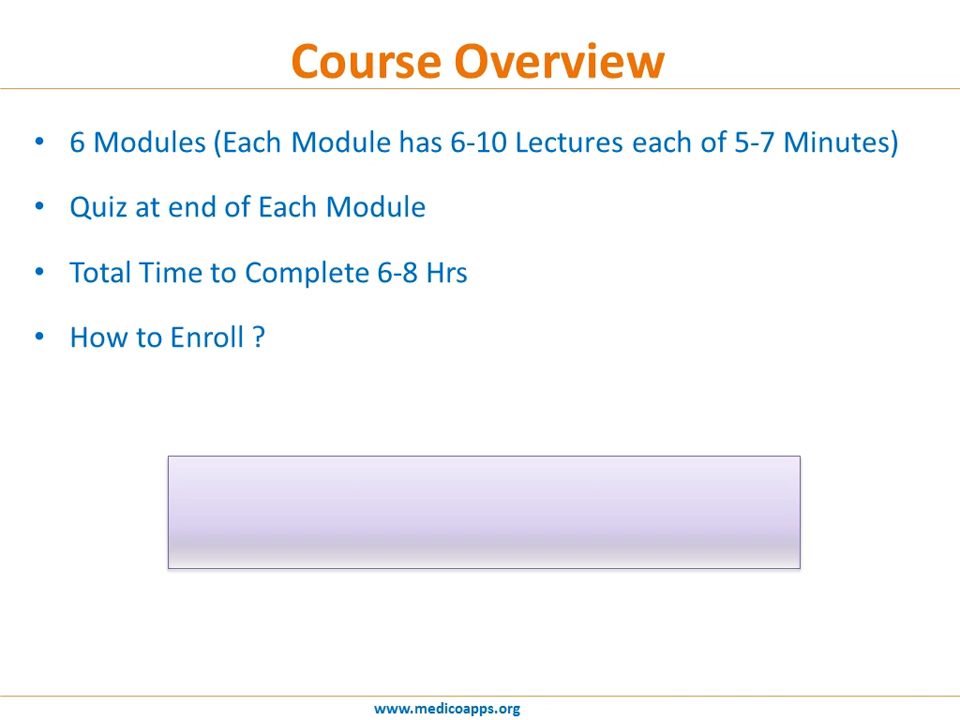 Course Overview
• 6 Modules (Each Module has 6-10 Lectures each of 5-7 Minutes)
• Quiz at end of Each Module
• Total Time to Complete 6-8 Hrs
• How to Enroll ?
www.medicoapps.org